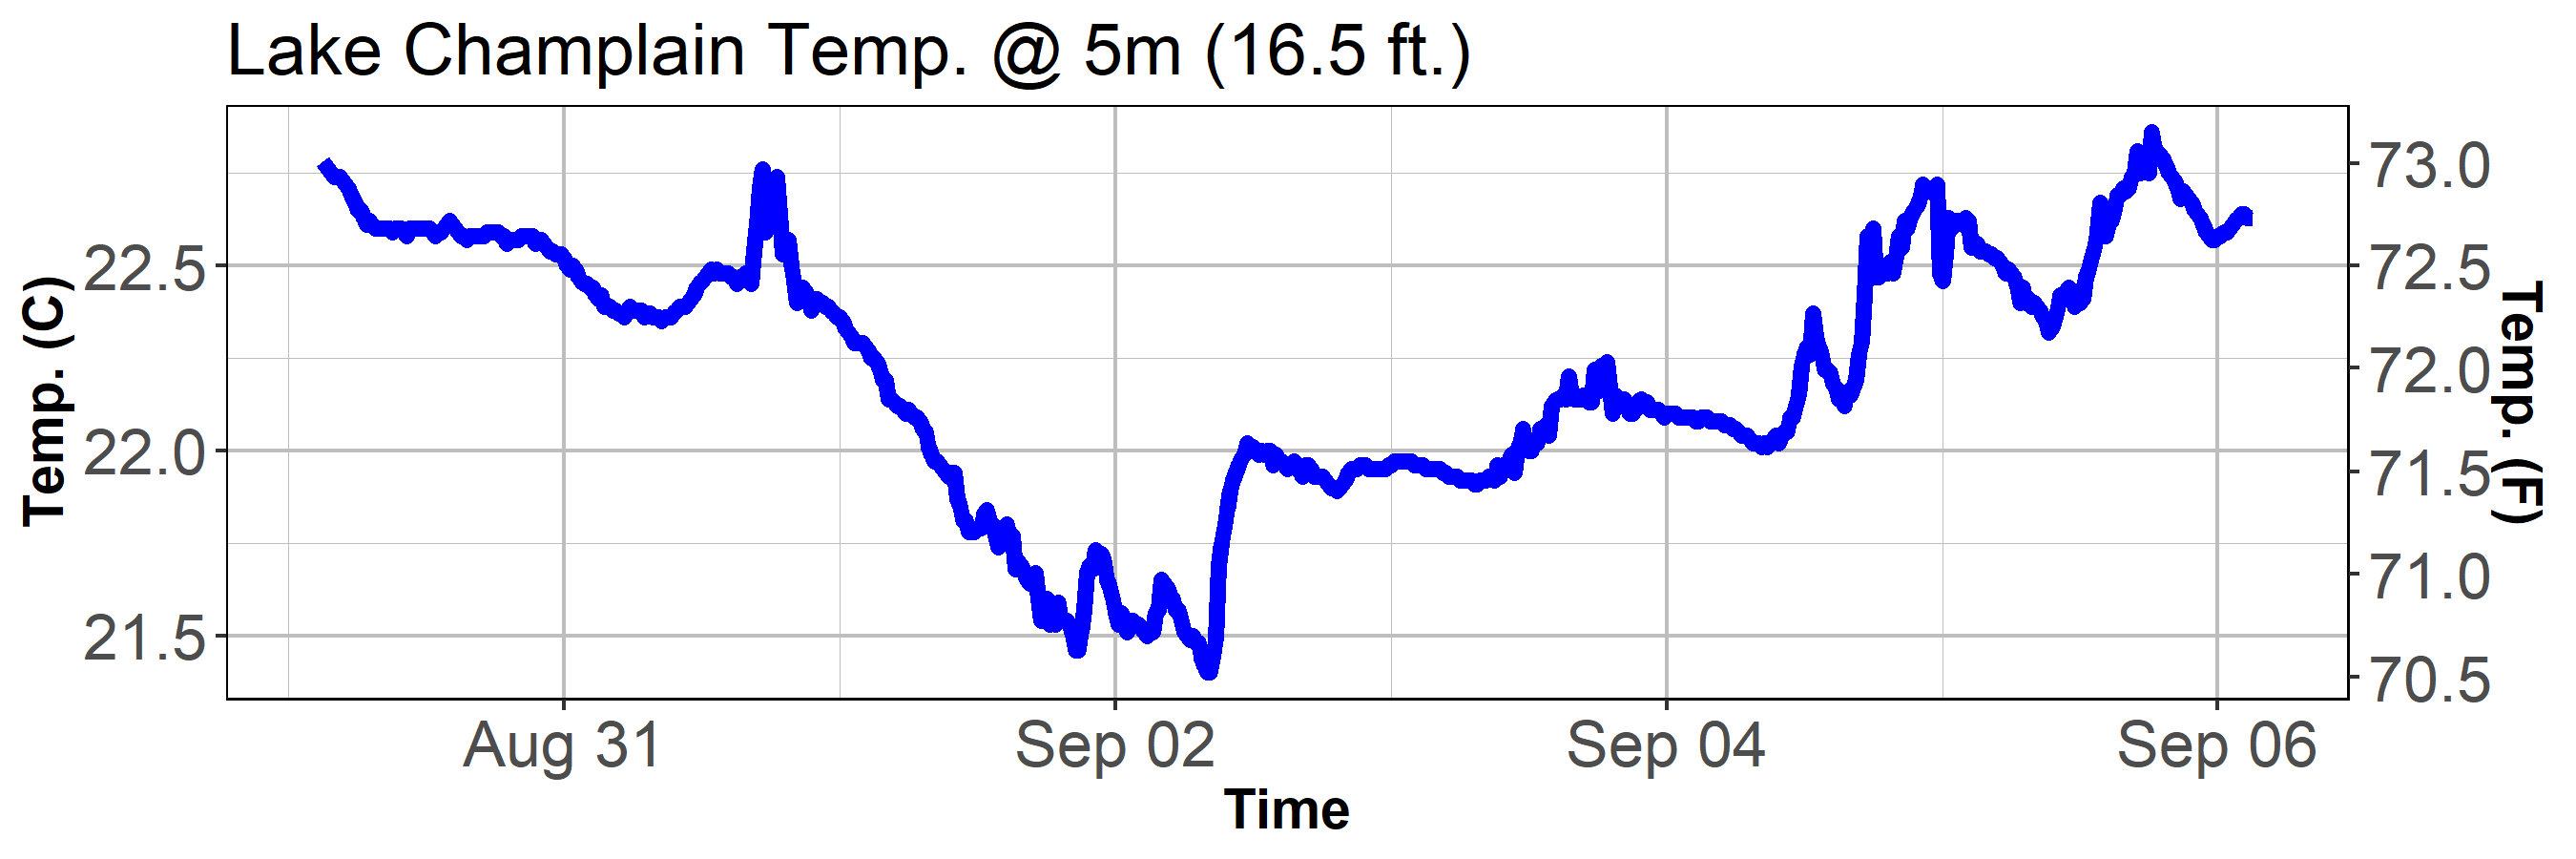 Lake Champlain Temp. @ 5m (16.5 ft.)
Temp. (C)
22.5
22.0
21.5
73.0
72.5
72.0
71.5
71.0
70.5
Temp. (F)
Aug 31
Sep 02
Sep 04
Sep 06
Time